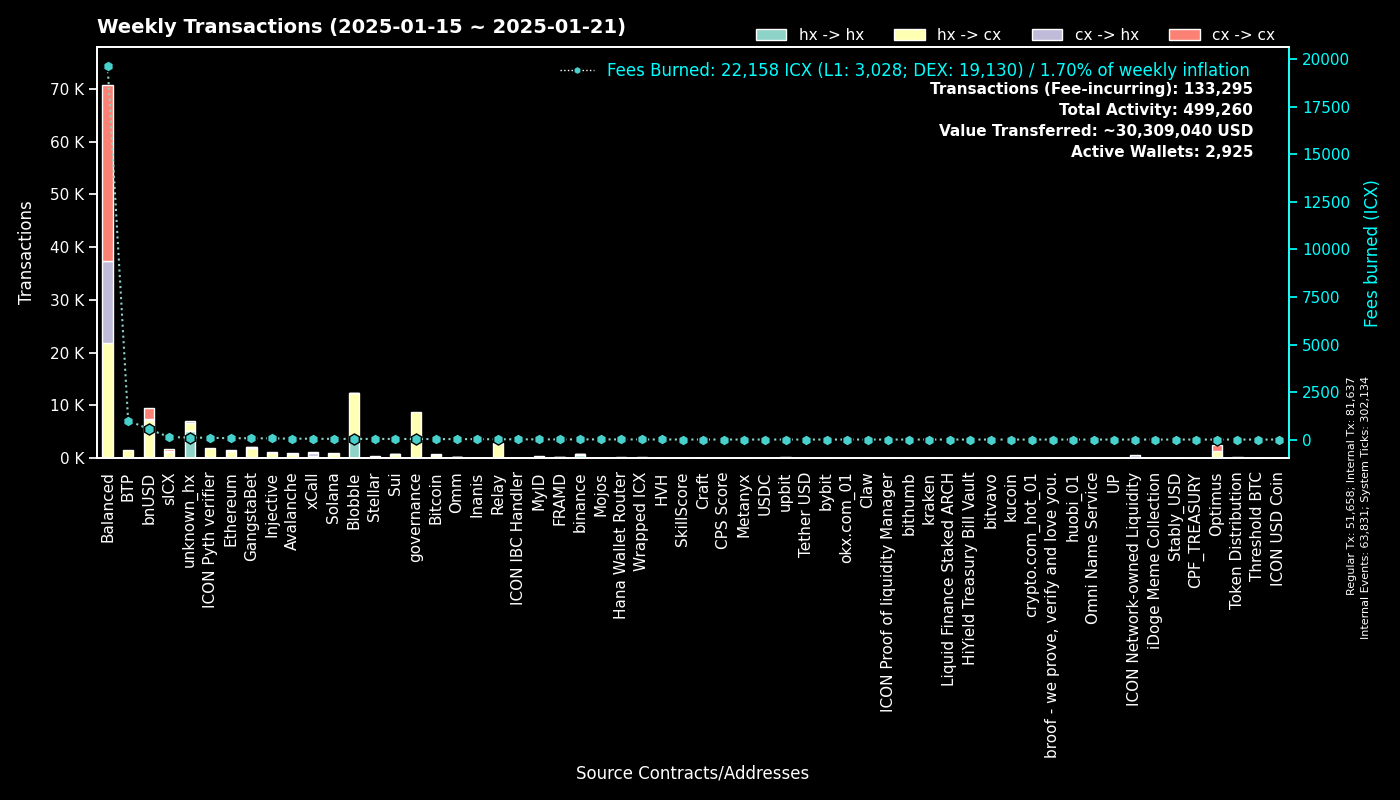 Weekly Transactions (2025-01-15 ~ 2025-01-21)
hx -> hx
hx -> cx
cx -> hx
cx -> cx
Fees Burned: 22,158 ICX (L1: 3,028; DEX: 19,130) / 1.70% of weekly inflation
Transactions (Fee-incurring): 133,295
Total Activity: 499,260
Value Transferred: ~30,309,040 USD
Active Wallets: 2,925
Transactions
70 K
60 K
50 K
40 K
30 K
20 K
10 K
0 K
20000
17500
15000
12500
10000
7500
5000
2500
0
Fees burned (ICX)
Regular Tx: 51,658; Internal Tx: 81,637
Internal Events: 63,831; System Ticks: 302,134
Balanced
BTP
bnUSD
sICX
unknown_hx
ICON Pyth verifier
Ethereum
GangstaBet
Injective
Avalanche
xCall
Solana
Blobble
Stellar
Sui
governance
Bitcoin
Omm
Inanis
Relay
ICON IBC Handler
MyID
FRAMD
binance
Mojos
Hana Wallet Router
Wrapped ICX
HVH
SkillScore
Craft
CPS Score
Metanyx
USDC
upbit
Tether USD
bybit
okx.com_01
Claw
ICON Proof of liquidity Manager
bithumb
kraken
Liquid Finance Staked ARCH
HiYield Treasury Bill Vault
bitvavo
kucoin
crypto.com_hot_01
broof - we prove, verify and love you.
huobi_01
Omni Name Service
UP
ICON Network-owned Liquidity
iDoge Meme Collection
Stably_USD
CPF_TREASURY
Optimus
Token Distribution
Threshold BTC
ICON USD Coin
Source Contracts/Addresses